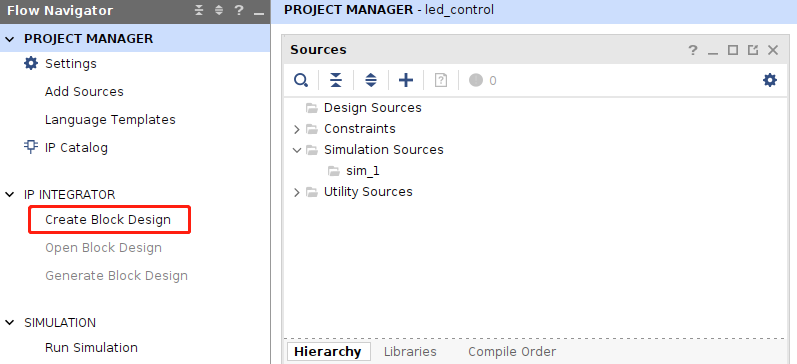 Flow Navigator
PROJECT MANAGER
Settings
Add Sources
Language Templates
IP Catalog
IP INTEGRATOR
Create Block Design
Open Block Design
Generate Block Design
SIMULATION
Run Simulation
PROJECT MANAGER - led_control
Sources
0
Design Sources
Constraints
Simulation Sources
sim_1
Utility Sources
Hierarchy Libraries Compile Order